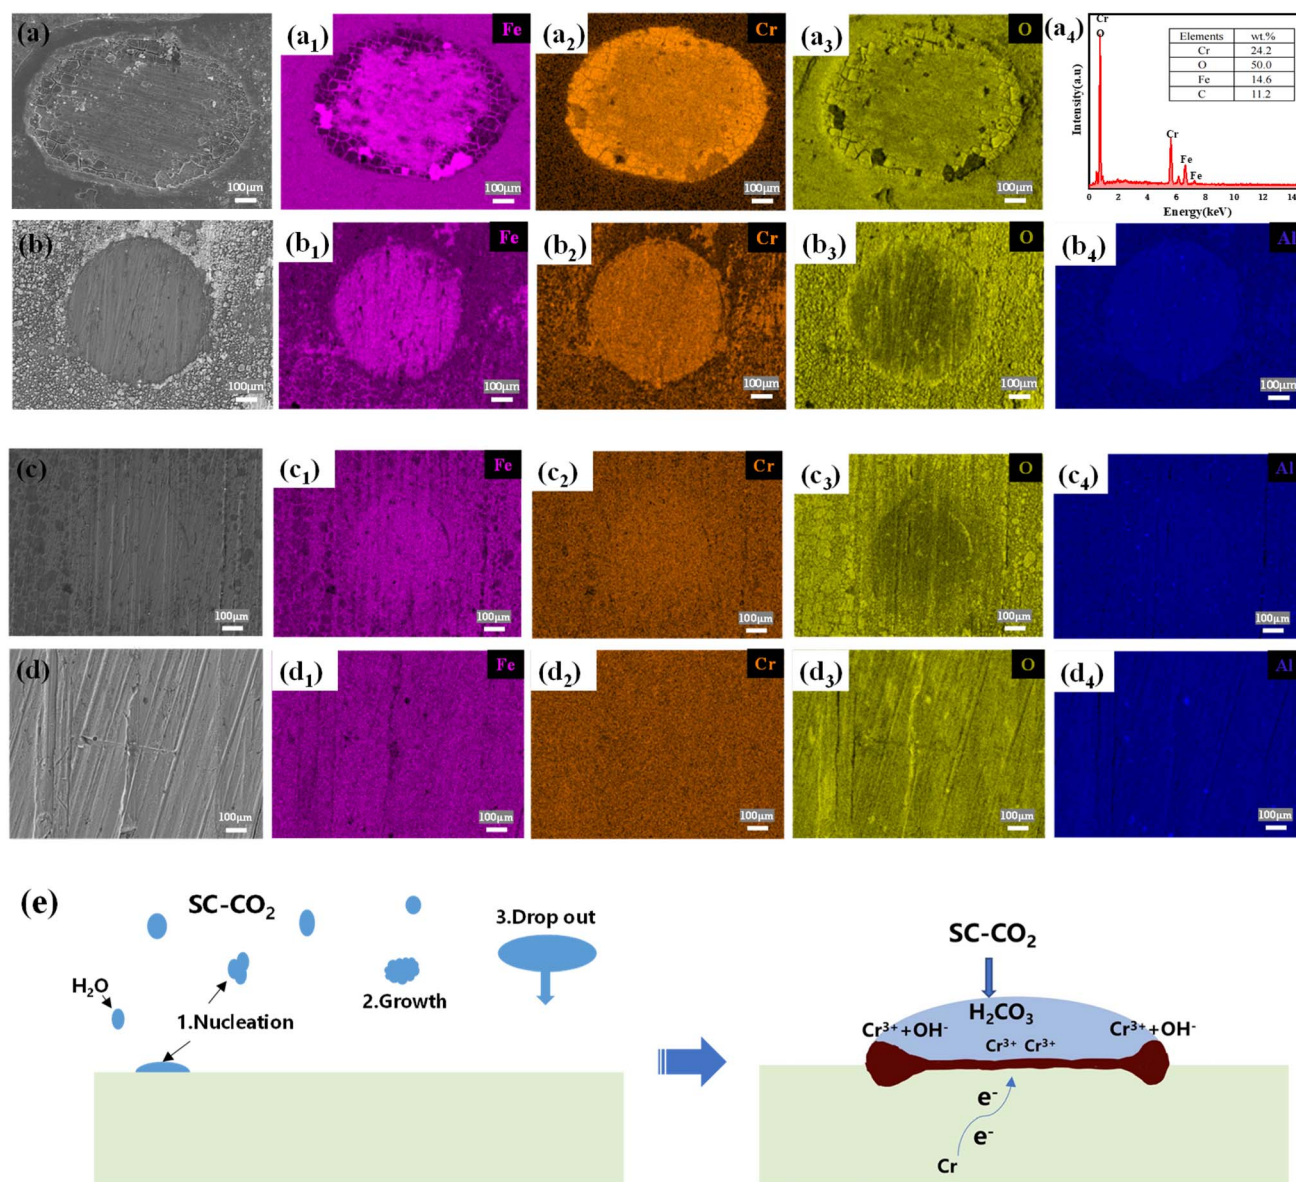 (a)
(a1) Fe
(a2) Cr
(a3) O
(a4)
100μm
100μm
100μm
100μm
Cr
O
Cr
Fe
Fe
Elements wt.%
Cr 24.2
O 50.0
Fe 14.6
C 11.2
Intensity(a.u)
0 2 4 6 8 10 12 14
Energy(keV)
(b)
(b1) Fe
(b2) Cr
(b3) O
(b4) Al
100μm
100μm
100μm
100μm
100μm
(c)
(c1) Fe
(c2) Cr
(c3) O
(c4) Al
100μm
100μm
100μm
100μm
100μm
(d)
(d1) Fe
(d2) Cr
(d3) O
(d4) Al
100μm
100μm
100μm
100μm
100μm
(e)
SC-CO2
H2O
1.Nucleation
2.Growth
3.Drop out
SC-CO2
H2CO3
Cr3++OH-
Cr3+ Cr3+
Cr3++OH-
e-
e-
Cr